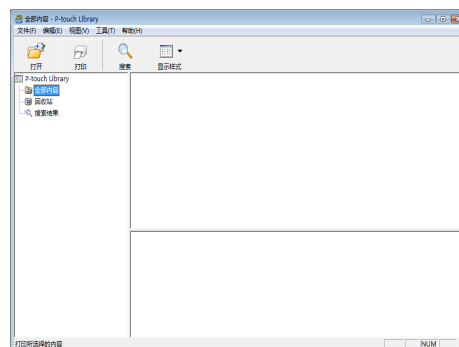 全部内容 - P-touch Library
文件(F) 编辑(E) 视图(V) 工具(T) 帮助(H)
打开 打印 搜索 显示样式
P-touch Library
全部内容
回收站
搜索结果
打印所选择的内容 NUM